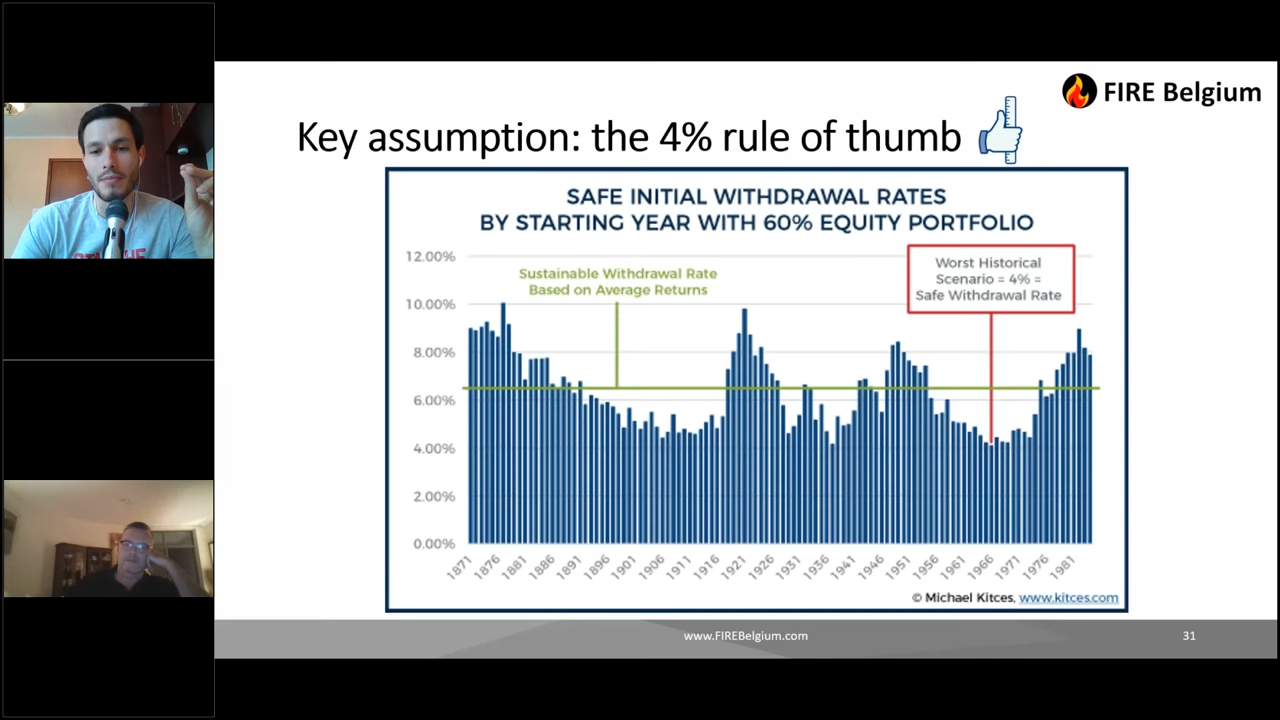 FIRE Belgium
Key assumption: the 4% rule of thumb
SAFE INITIAL WITHDRAWAL RATES
BY STARTING YEAR WITH 60% EQUITY PORTFOLIO
12.00%
10.00%
8.00%
6.00%
4.00%
2.00%
0.00%
Sustainable Withdrawal Rate
Based on Average Returns
Worst Historical
Scenario = 4% =
Safe Withdrawal Rate
1871
1876
1881
1886
1891
1896
1901
1906
1911
1916
1921
1926
1931
1936
1941
1946
1951
1956
1961
1966
1971
1976
1981
© Michael Kitces, www.kitces.com
www.FIREBelgium.com
31